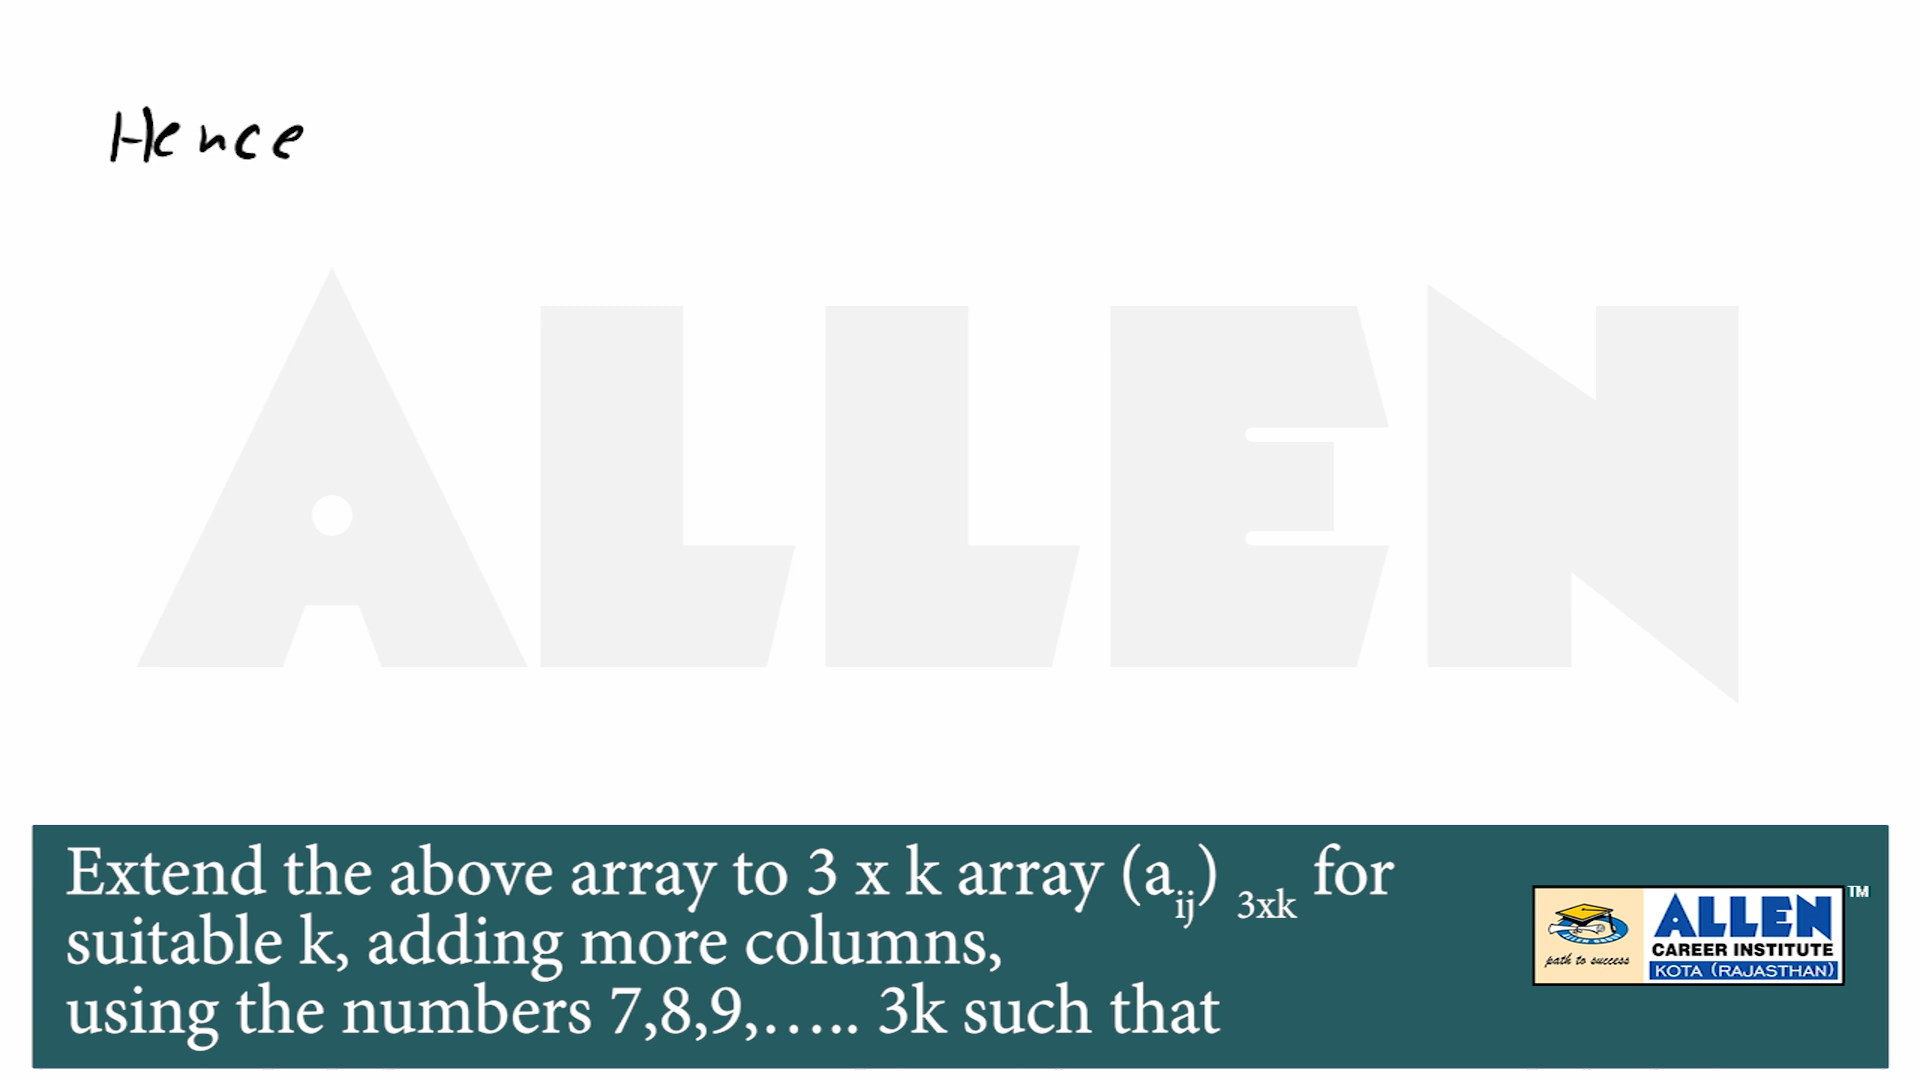 Hence
ALLEN
Extend the above array to 3 x k array (aij) 3xk for
suitable k, adding more columns,
using the numbers 7,8,9,..... 3k such that
ALLEN TM
CAREER INSTITUTE
path to success
KOTA (RAJASTHAN)